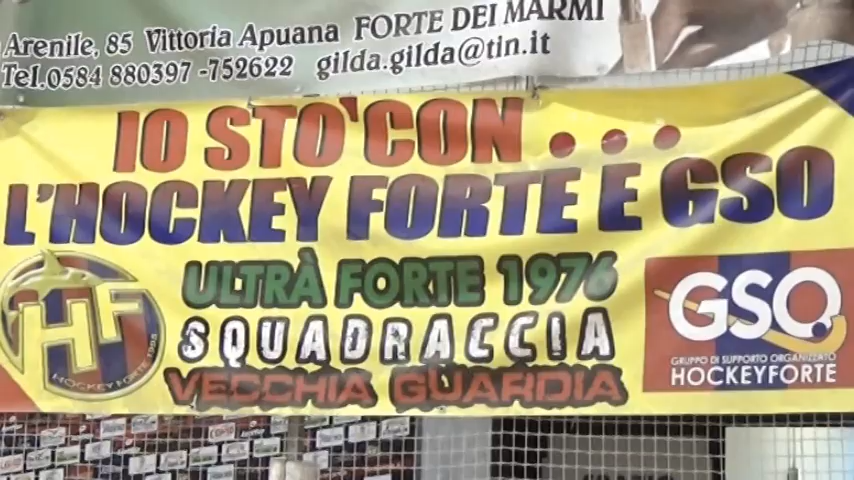 Arenile, 85 Vittoria Apuana FORTE DEI MARMI
Tel.0584 880397 -752622 gilda.gilda@tin.it
IO STO' CON...
L'HOCKEY FORTE E GSO
ULTRÀ FORTE 1976
SQUADRACCIA
VECCHIA GUARDIA
HF
HOCKEY FORTE
GSO
GRUPPO DI SUPPORTO ORGANIZZATO
HOCKEYFORTE